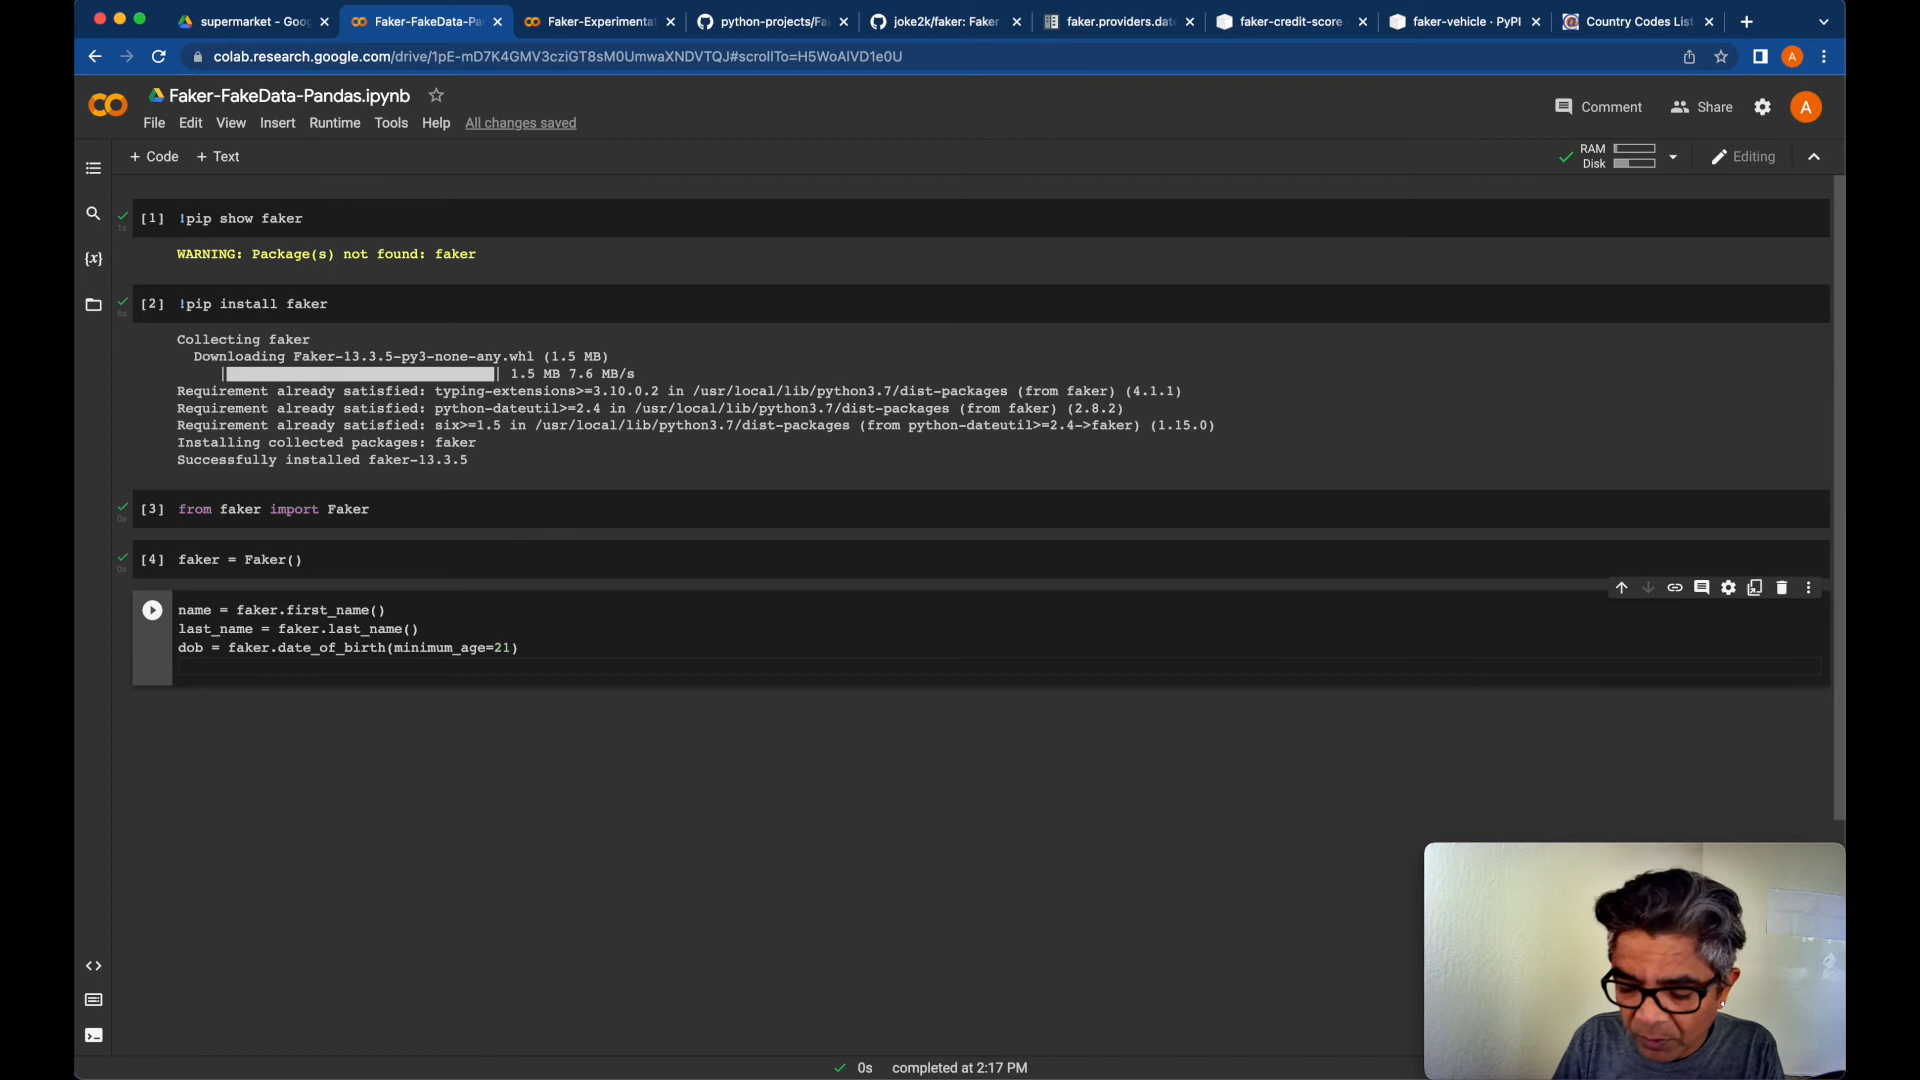 supermarket - Goog
Faker-FakeData-Pan
Faker-Experimenta
python-projects/Fa
joke2k/faker: Faker
faker.providers.dat
faker-credit-score
faker-vehicle · PyPI
Country Codes List
colab.research.google.com/drive/1pE-mD7K4GMV3cziGT8sM0UmwaXNDVTQJ#scrollTo=H5WoAlVD1e0U
A
Faker-FakeData-Pandas.ipynb
Comment
Share
A
File Edit View Insert Runtime Tools Help All changes saved
+ Code + Text
RAM
Disk
Editing
[1] !pip show faker
1s
WARNING: Package(s) not found: faker
[2] !pip install faker
6s
Collecting faker
Downloading Faker-13.3.5-py3-none-any.whl (1.5 MB)
| | 1.5 MB 7.6 MB/s
Requirement already satisfied: typing-extensions>=3.10.0.2 in /usr/local/lib/python3.7/dist-packages (from faker) (4.1.1)
Requirement already satisfied: python-dateutil>=2.4 in /usr/local/lib/python3.7/dist-packages (from faker) (2.8.2)
Requirement already satisfied: six>=1.5 in /usr/local/lib/python3.7/dist-packages (from python-dateutil>=2.4->faker) (1.15.0)
Installing collected packages: faker
Successfully installed faker-13.3.5
[3] from faker import Faker
0s
[4] faker = Faker()
0s
name = faker.first_name()
last_name = faker.last_name()
dob = faker.date_of_birth(minimum_age=21)
{x}
0s completed at 2:17 PM